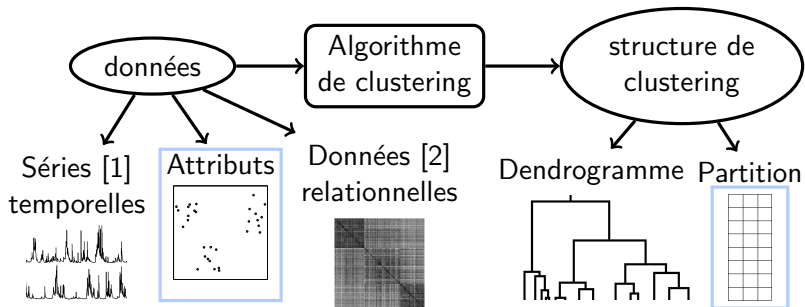 données
Algorithme
de clustering
structure de
clustering
Séries [1]
temporelles
Attributs
Données [2]
relationnelles
Dendrogramme
Partition